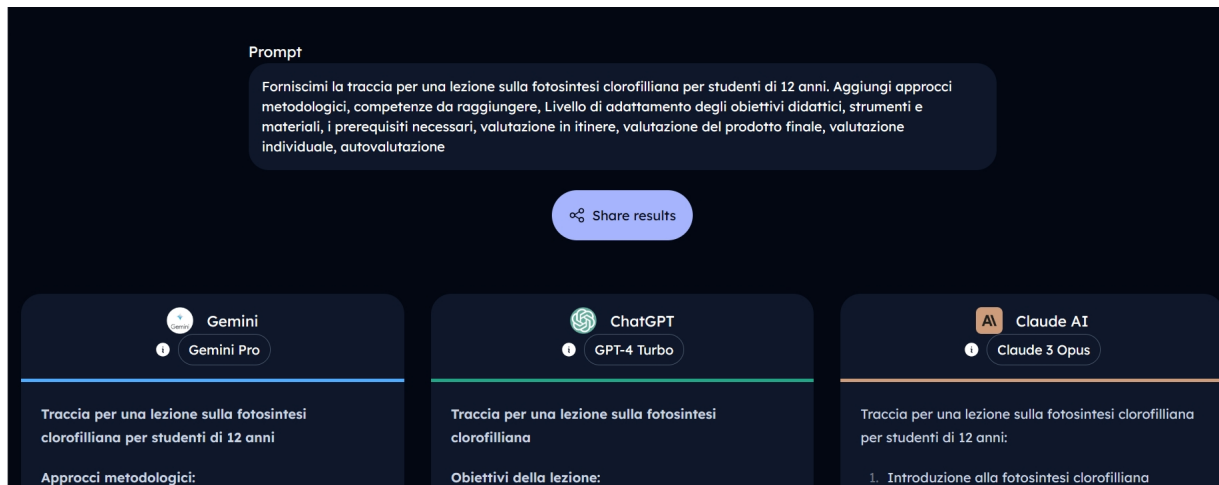 Prompt
Forniscimi la traccia per una lezione sulla fotosintesi clorofilliana per studenti di 12 anni. Aggiungi approcci
metodologici, competenze da raggiungere, Livello di adattamento degli obiettivi didattici, strumenti e
materiali, i prerequisiti necessari, valutazione in itinere, valutazione del prodotto finale, valutazione
individuale, autovalutazione
Share results
Gemini
Gemini
i
Gemini Pro
Traccia per una lezione sulla fotosintesi
clorofilliana per studenti di 12 anni
Approcci metodologici:
ChatGPT
i
GPT-4 Turbo
Traccia per una lezione sulla fotosintesi
clorofilliana
Obiettivi della lezione:
A\
Claude AI
i
Claude 3 Opus
Traccia per una lezione sulla fotosintesi clorofilliana
per studenti di 12 anni:
1. Introduzione alla fotosintesi clorofilliana